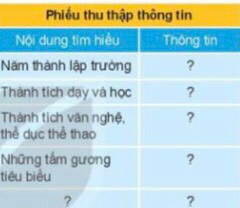 Phiếu thu thập thông tin
Nội dung tìm hiểu Thông tin
Năm thành lập trường ?
Thành tích dạy và học ?
Thành tích văn nghệ, ?
thể dục thể thao
Những tấm gương ?
tiêu biểu
? ?